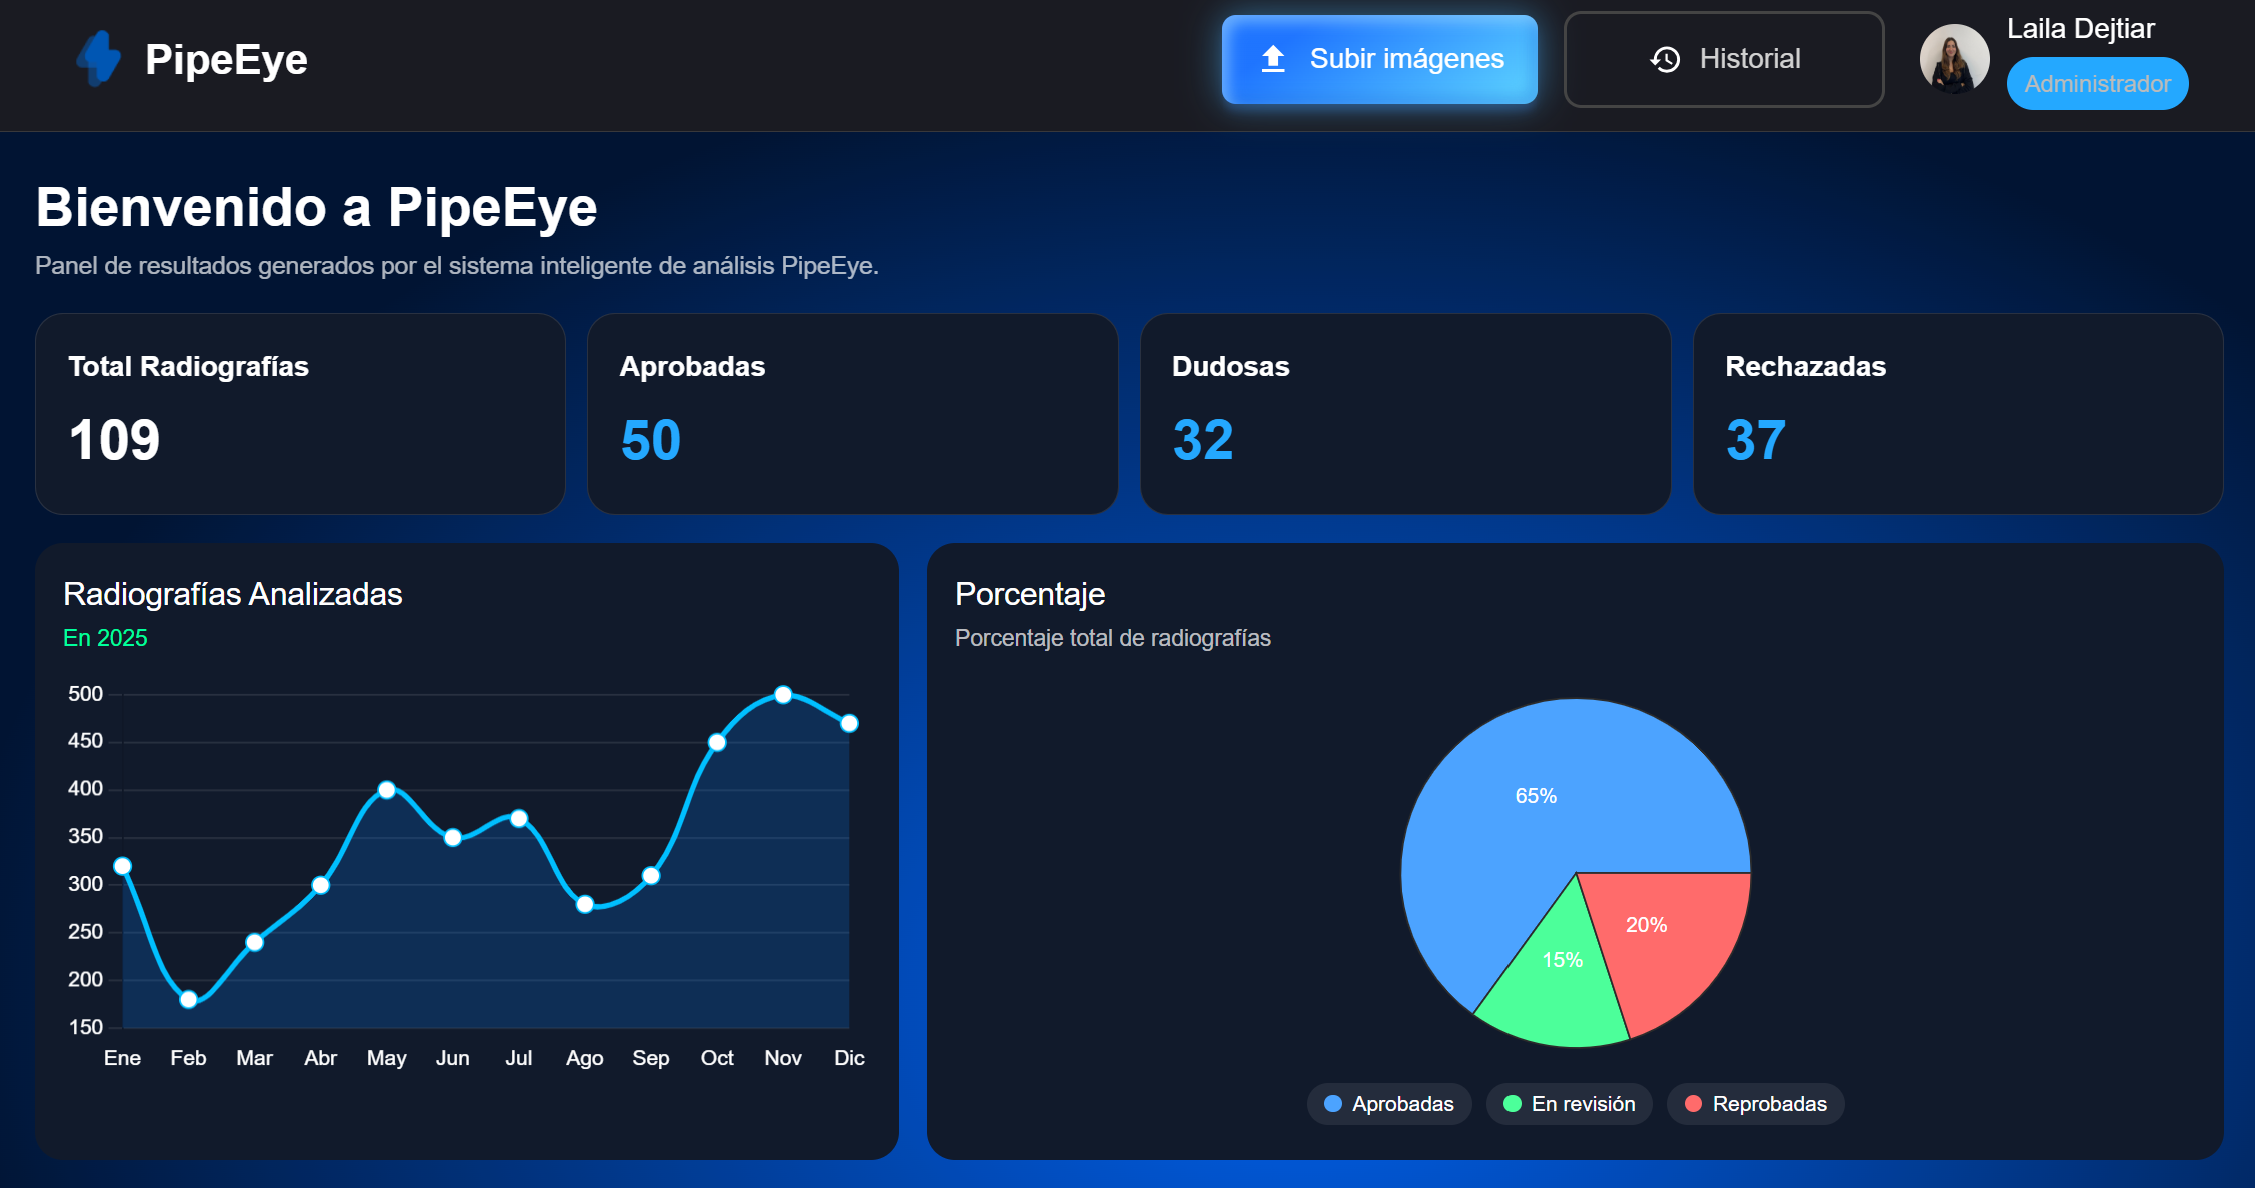 PipeEye
Subir imágenes
Historial
Laila Dejtiar
Administrador
Bienvenido a PipeEye
Panel de resultados generados por el sistema inteligente de análisis PipeEye.
Total Radiografías
109
Aprobadas
50
Dudosas
32
Rechazadas
37
Radiografías Analizadas
En 2025
500
450
400
350
300
250
200
150
Ene Feb Mar Abr May Jun Jul Ago Sep Oct Nov Dic
Porcentaje
Porcentaje total de radiografías
65%
20%
15%
Aprobadas
En revisión
Reprobadas